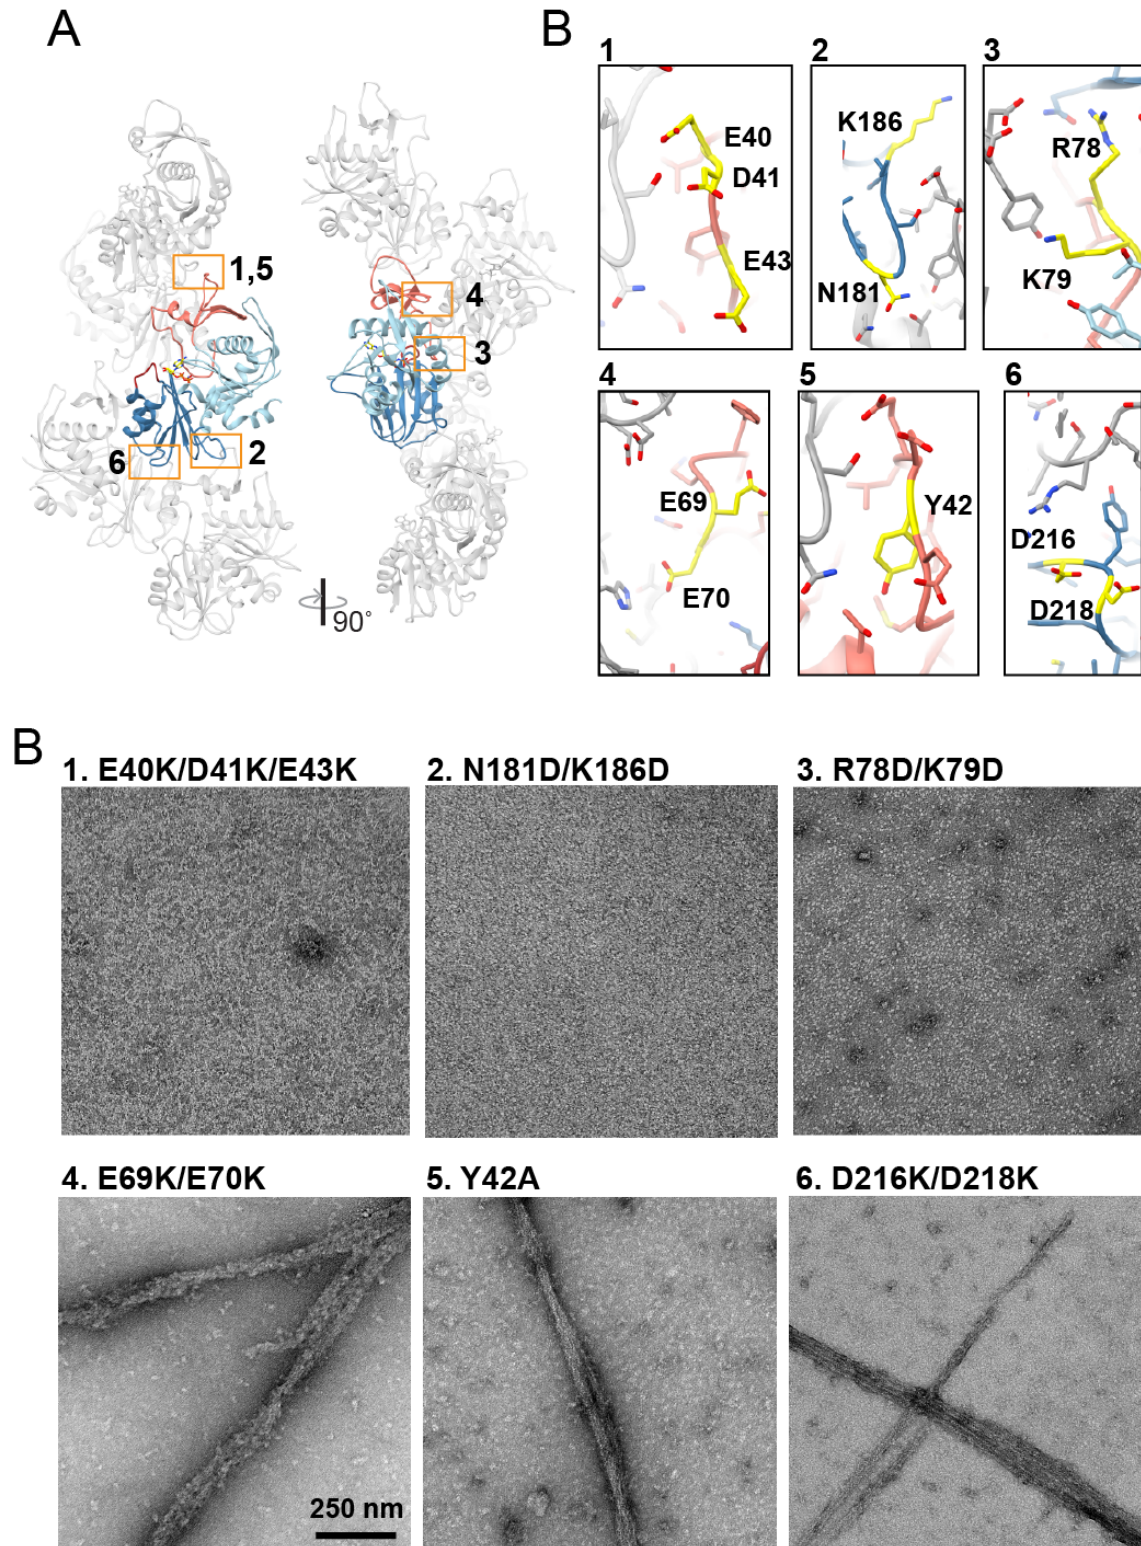 A
B
1
2
3
1,5
4
3
6
2
90°
E40
D41
E43
K186
N181
R78
K79
4
5
6
E69
E70
Y42
D216
D218
B
1. E40K/D41K/E43K
2. N181D/K186D
3. R78D/K79D
4. E69K/E70K
5. Y42A
6. D216K/D218K
250 nm